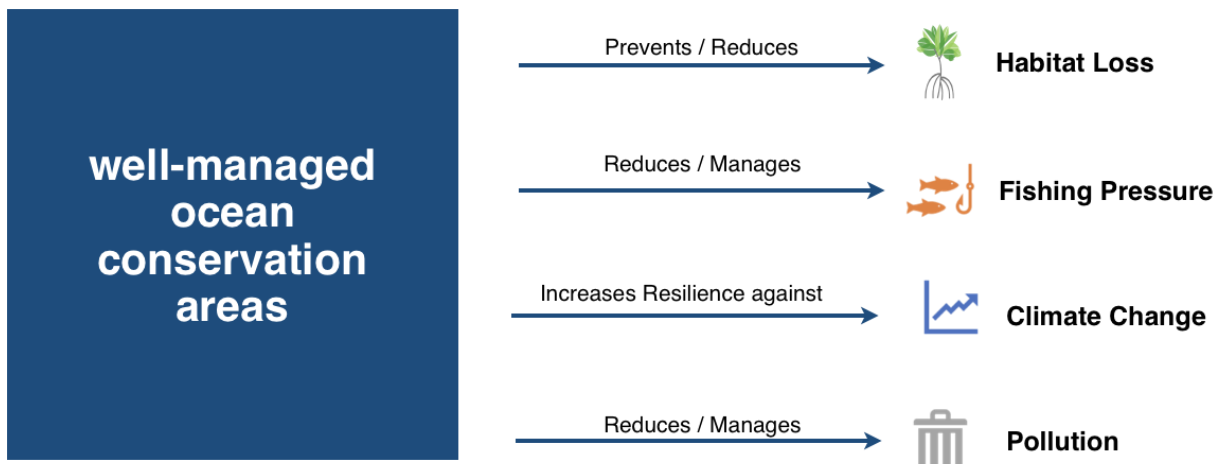 well-managed
ocean
conservation
areas
Prevents / Reduces
Habitat Loss
Reduces / Manages
Fishing Pressure
Increases Resilience against
Climate Change
Reduces / Manages
Pollution